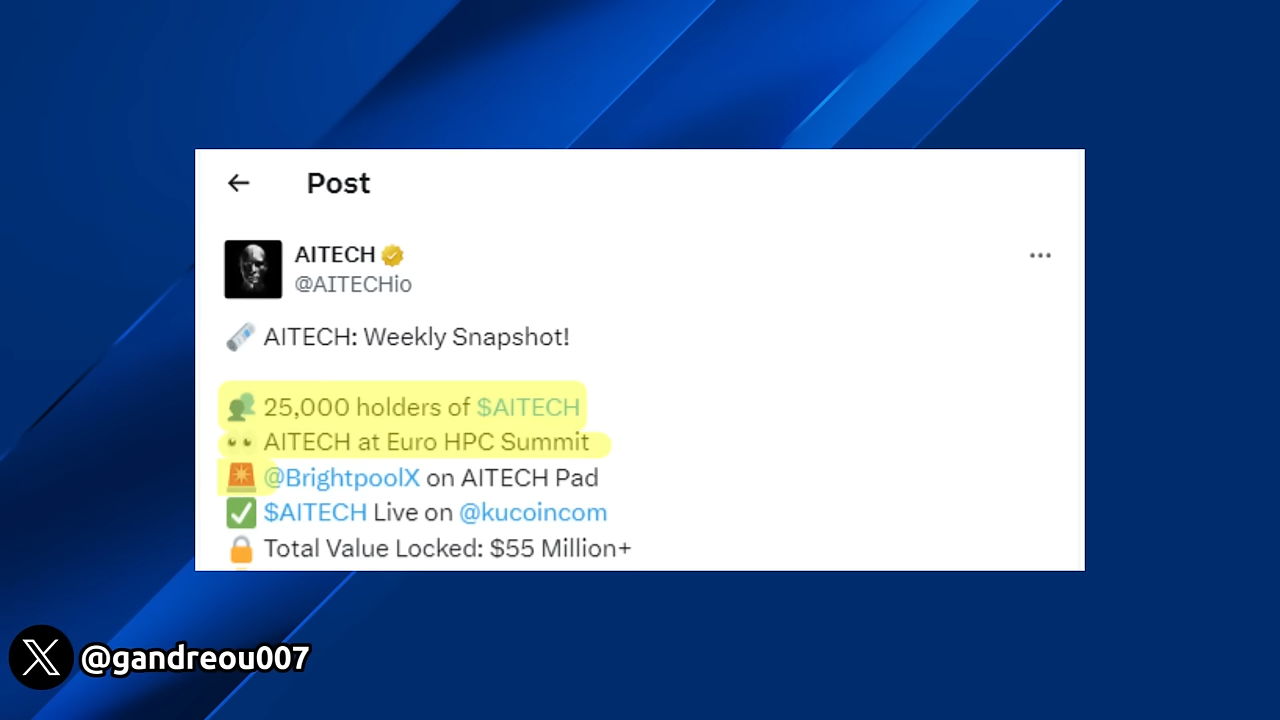 Post
AITECH
@AITECHio
AITECH: Weekly Snapshot!
25,000 holders of $AITECH
AITECH at Euro HPC Summit
@BrightpoolX on AITECH Pad
$AITECH Live on @kucoincom
Total Value Locked: $55 Million+
@gandreou007